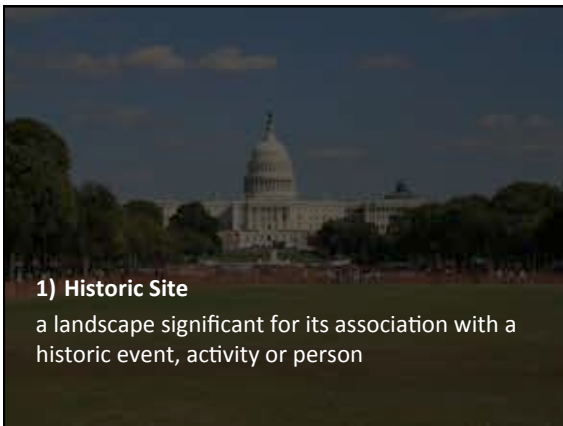 1) Historic Site
a landscape significant for its association with a
historic event, activity or person